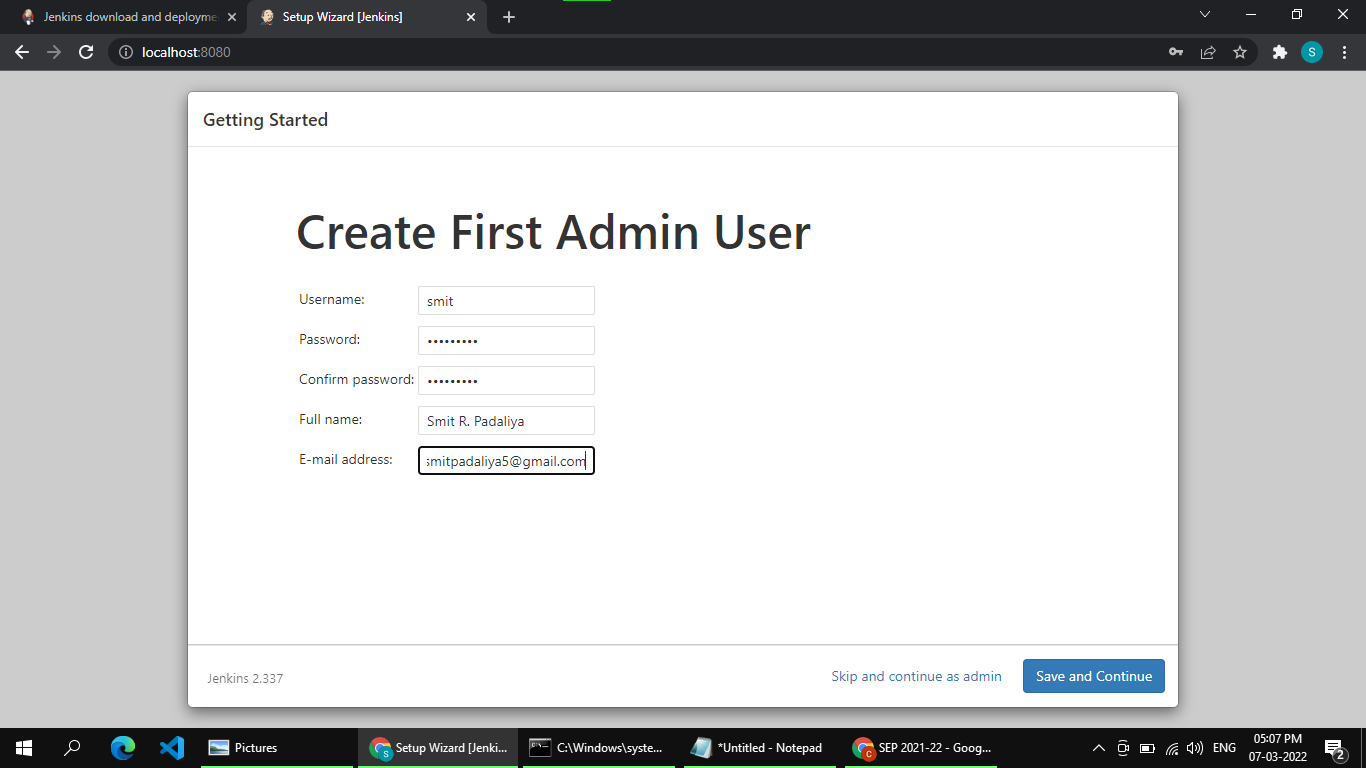 Jenkins download and deployme
Setup Wizard [Jenkins]
localhost:8080
S
Getting Started
Create First Admin User
Username:
smit
Password:
•••••••••
Confirm password:
•••••••••
Full name:
Smit R. Padaliya
E-mail address:
smitpadaliya5@gmail.com
Jenkins 2.337
Skip and continue as admin
Save and Continue
Pictures
S
Setup Wizard [Jenki...
C:\Windows\syste...
*Untitled - Notepad
C
SEP 2021-22 - Goog...
ENG
05:07 PM
07-03-2022
2